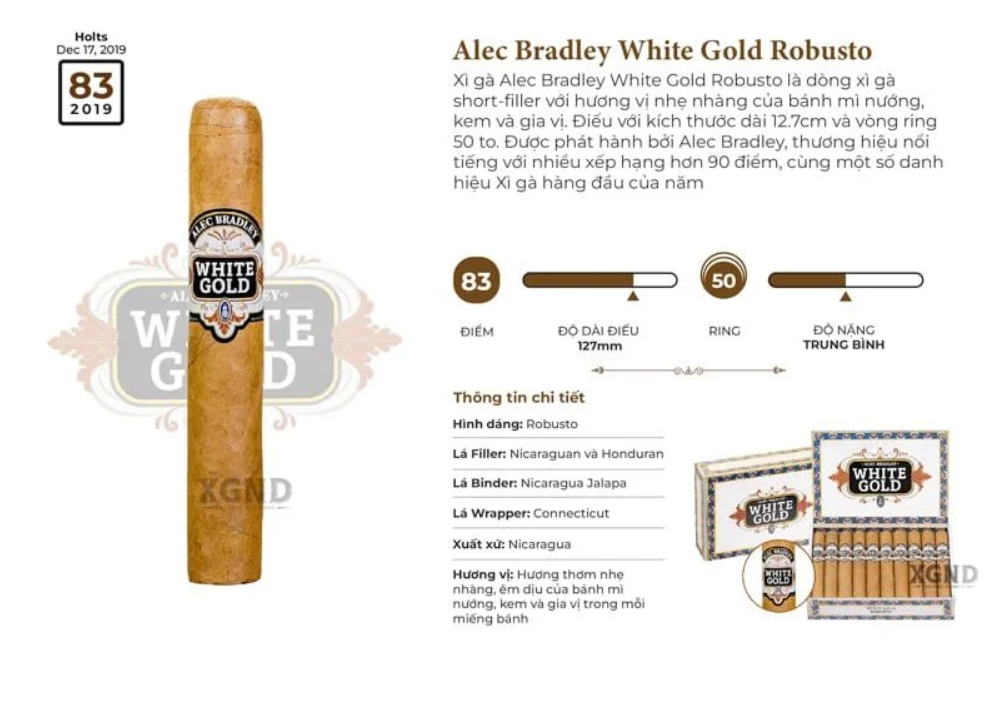 Holts
Dec 17, 2019
83
2019
ALEC BRADLEY
WHITE
GOLD
XGND
Alec Bradley White Gold Robusto
Xì gà Alec Bradley White Gold Robusto là dòng xì gà
short-filler với hương vị nhẹ nhàng của bánh mì nướng,
kem và gia vị. Điếu với kích thước dài 12.7cm và vòng ring
50 to. Được phát hành bởi Alec Bradley, thương hiệu nổi
tiếng với nhiều xếp hạng hơn 90 điểm, cùng một số danh
hiệu Xì gà hàng đầu của năm
83
50
ĐIỂM
ĐỘ DÀI ĐIẾU
127mm
RING
ĐỘ NẶNG
TRUNG BÌNH
Thông tin chi tiết
Hình dáng: Robusto
Lá Filler: Nicaraguan và Honduran
Lá Binder: Nicaragua Jalapa
Lá Wrapper: Connecticut
Xuất xứ: Nicaragua
Hương vị: Hương thơm nhẹ
nhàng, êm dịu của bánh mì
nướng, kem và gia vị trong mỗi
miếng bánh
WHITE
GOLD
ALEC BRADLEY
WHITE
GOLD
ALEC BRADLEY
WHITE
GOLD
XGND